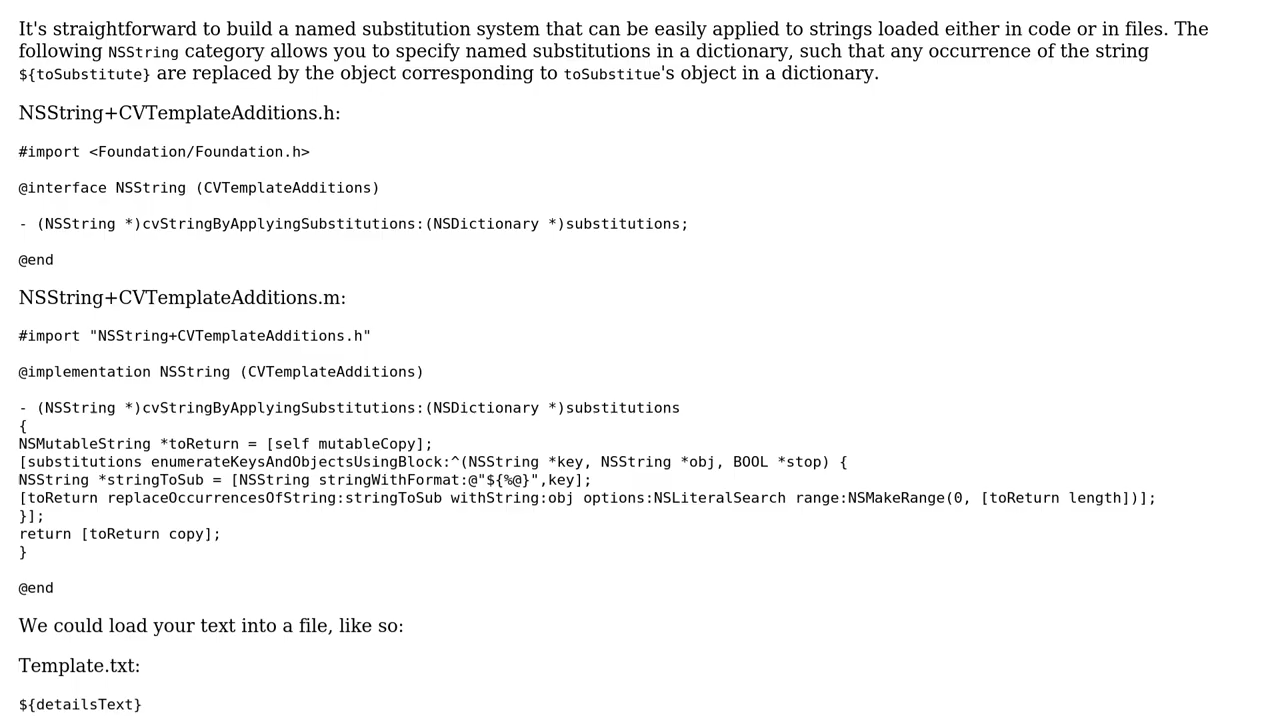 It's straightforward to build a named substitution system that can be easily applied to strings loaded either in code or in files. The
following NSString category allows you to specify named substitutions in a dictionary, such that any occurrence of the string
${toSubstitute} are replaced by the object corresponding to toSubstitue's object in a dictionary.
NSString+CVTemplateAdditions.h:
#import <Foundation/Foundation.h>
@interface NSString (CVTemplateAdditions)
- (NSString *)cvStringByApplyingSubstitutions:(NSDictionary *)substitutions;
@end
NSString+CVTemplateAdditions.m:
#import "NSString+CVTemplateAdditions.h"
@implementation NSString (CVTemplateAdditions)
- (NSString *)cvStringByApplyingSubstitutions:(NSDictionary *)substitutions
{
NSMutableString *toReturn = [self mutableCopy];
[substitutions enumerateKeysAndObjectsUsingBlock:^(NSString *key, NSString *obj, BOOL *stop) {
NSString *stringToSub = [NSString stringWithFormat:@"${%@}",key];
[toReturn replaceOccurrencesOfString:stringToSub withString:obj options:NSLiteralSearch range:NSMakeRange(0, [toReturn length])];
}];
return [toReturn copy];
}
@end
We could load your text into a file, like so:
Template.txt:
${detailsText}